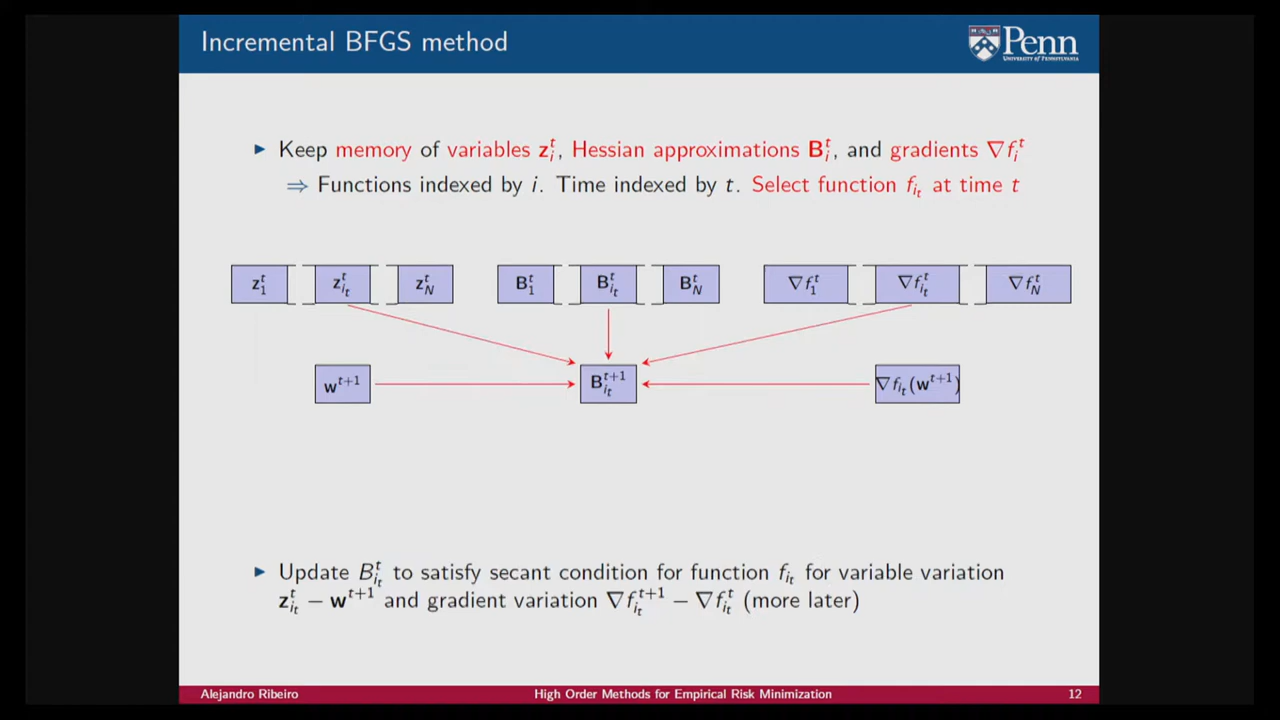 Incremental BFGS method
Penn
UNIVERSITY of PENNSYLVANIA
▶ Keep memory of variables z_i^t, Hessian approximations B_i^t, and gradients ∇f_i^t
⇒ Functions indexed by i. Time indexed by t. Select function f_{i_t} at time t
z_1^t z_{i_t}^t z_N^t B_1^t B_{i_t}^t B_N^t ∇f_1^t ∇f_{i_t}^t ∇f_N^t
w^{t+1} B_{i_t}^{t+1} ∇f_{i_t}(w^{t+1})
▶ Update B_{i_t}^t to satisfy secant condition for function f_{i_t} for variable variation
z_{i_t}^t − w^{t+1} and gradient variation ∇f_{i_t}^{t+1} − ∇f_{i_t}^t (more later)
Alejandro Ribeiro High Order Methods for Empirical Risk Minimization 12